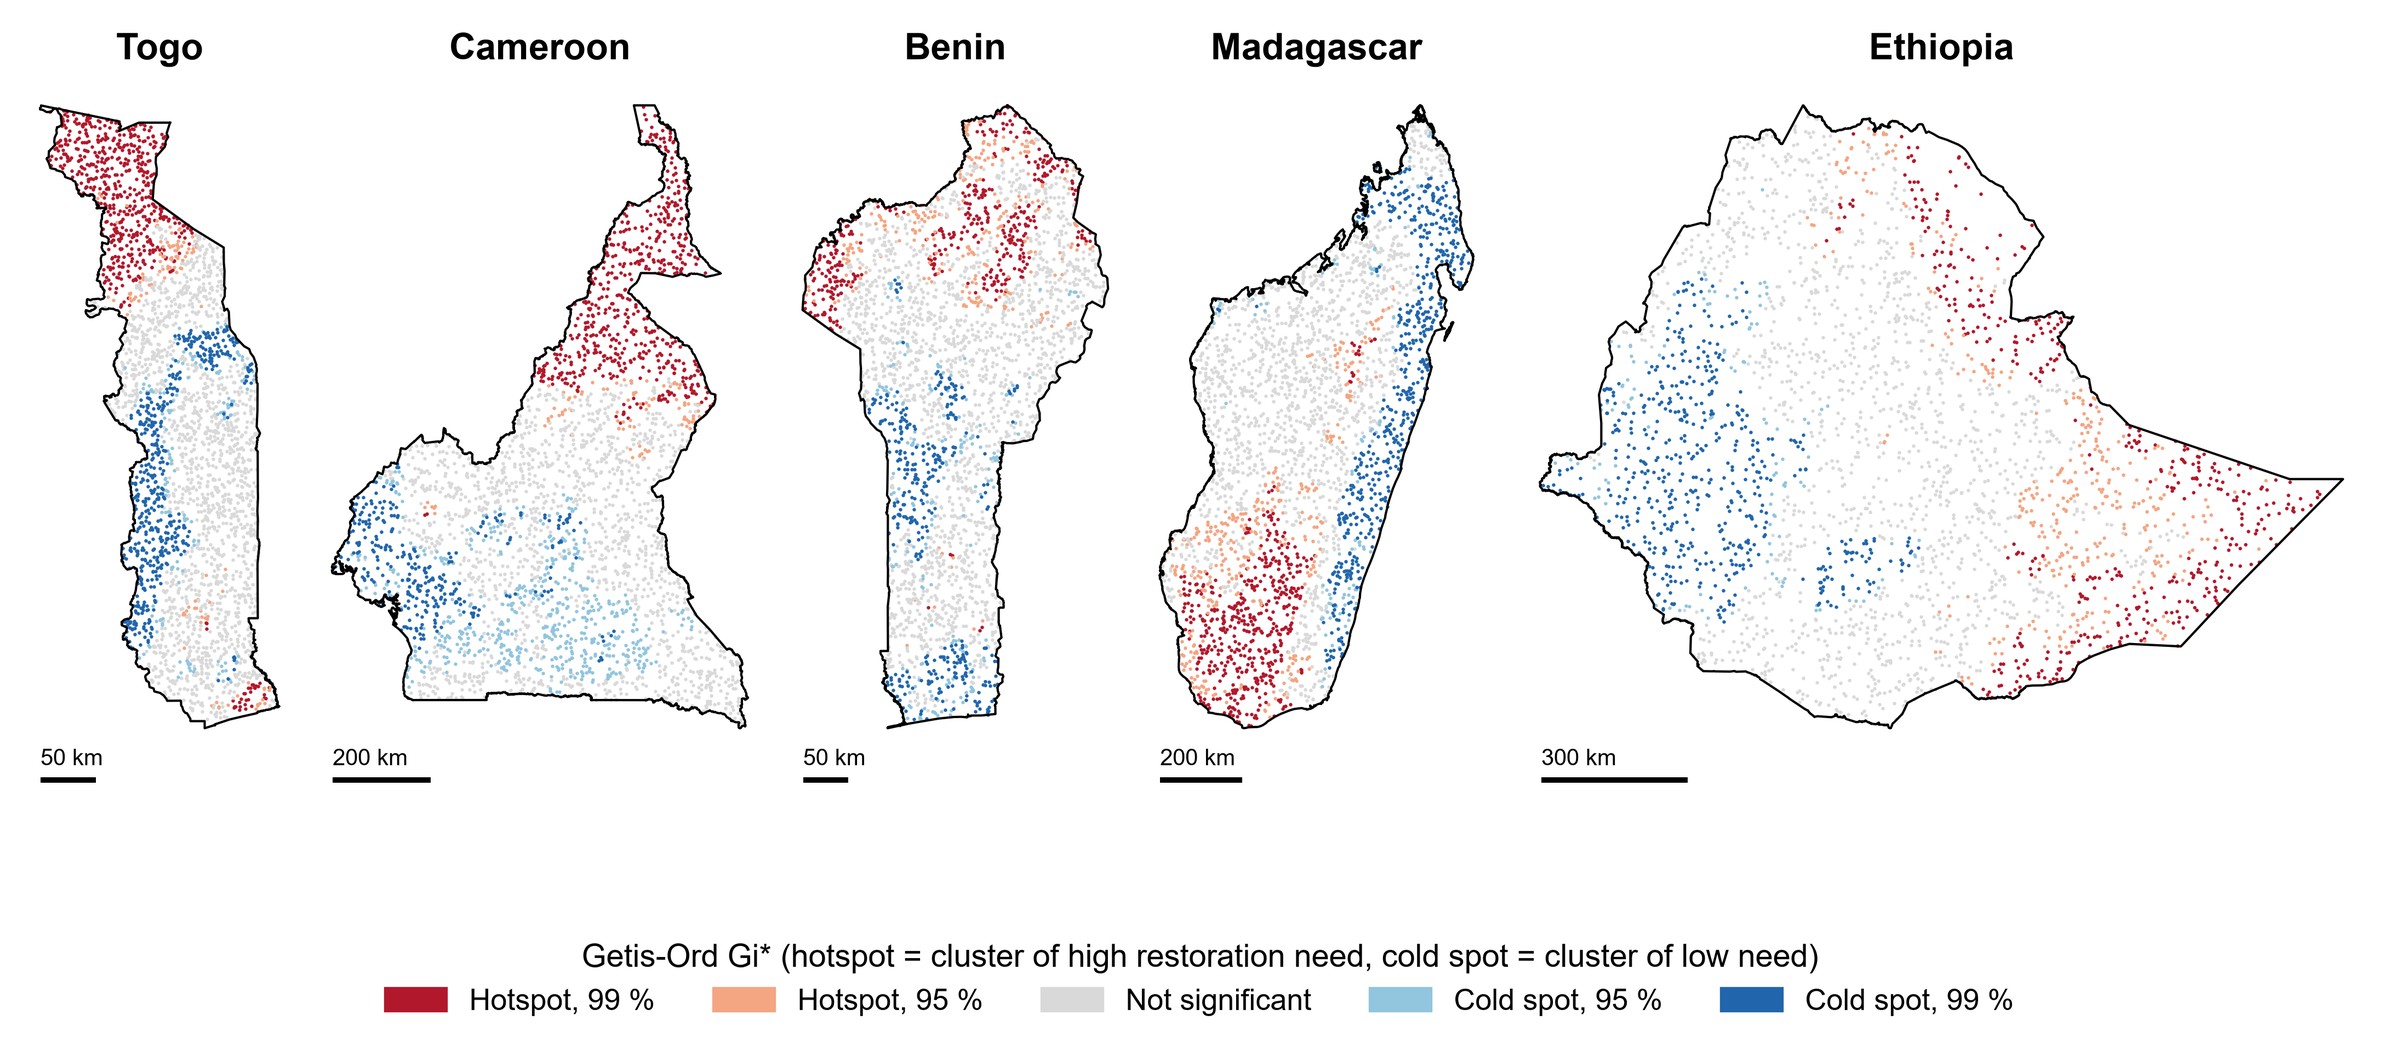 Togo
Cameroon
Benin
Madagascar
Ethiopia
50 km
200 km
50 km
200 km
300 km
Getis-Ord Gi* (hotspot = cluster of high restoration need, cold spot = cluster of low need)
Hotspot, 99 %
Hotspot, 95 %
Not significant
Cold spot, 95 %
Cold spot, 99 %